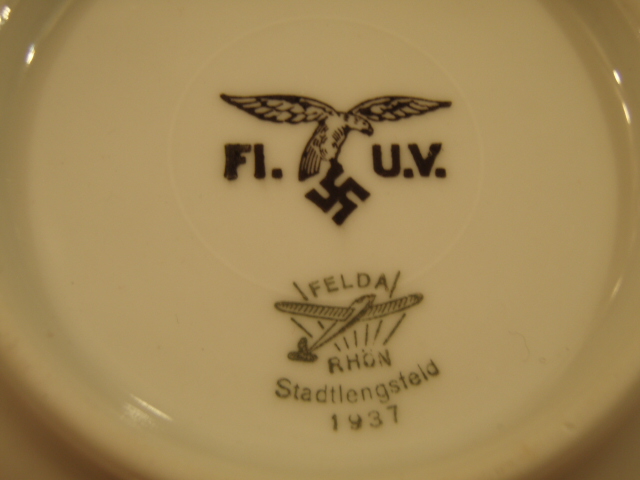 Fl. U.V.
FELDA
RHÖN
Stadtlengsfeld
1937